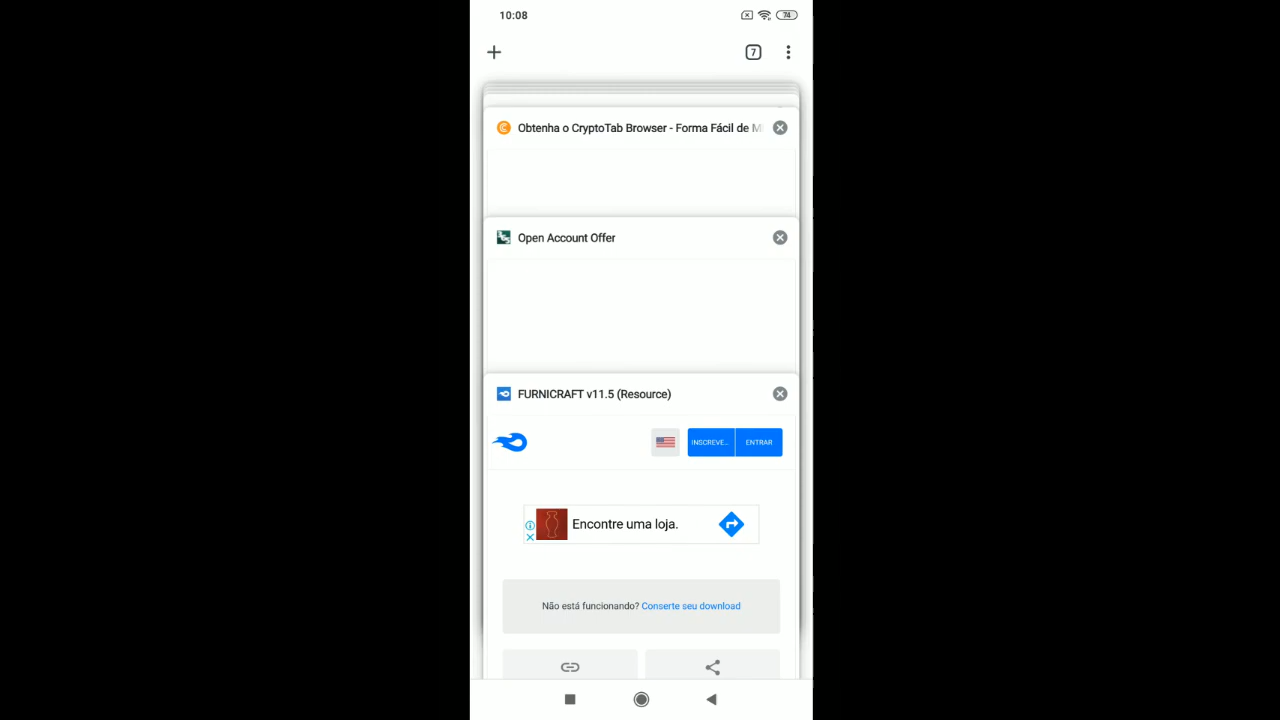 10:08
74
7
Obtenha o CryptoTab Browser - Forma Fácil de M
Open Account Offer
FURNICRAFT v11.5 (Resource)
INSCREVE...
ENTRAR
Encontre uma loja.
Não está funcionando? Conserte seu download